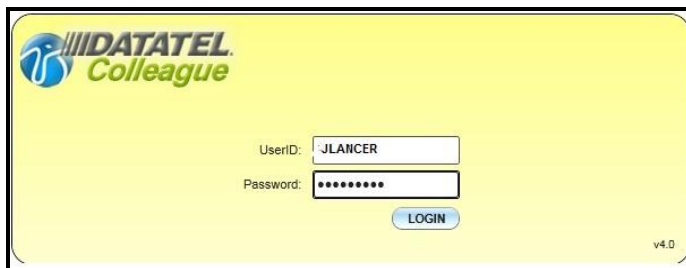 DATATEL.
Colleague
UserID: JLANCER
Password: •••••••••
LOGIN
v4.0